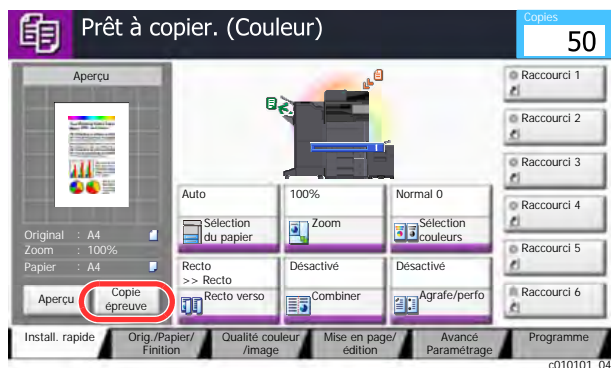 Prêt à copier. (Couleur)
Copies
50
Aperçu
Original : A4
Zoom : 100%
Papier : A4
Aperçu
Copie
épreuve
Auto
Sélection
du papier
100%
Zoom
Normal 0
Sélection
couleurs
Recto
>> Recto
Recto verso
Désactivé
Combiner
Désactivé
Agrafe/perfo
Raccourci 1
Raccourci 2
Raccourci 3
Raccourci 4
Raccourci 5
Raccourci 6
Install. rapide
Orig./Papier/
Finition
Qualité couleur
/image
Mise en page/
édition
Avancé
Paramétrage
Programme
c010101_04